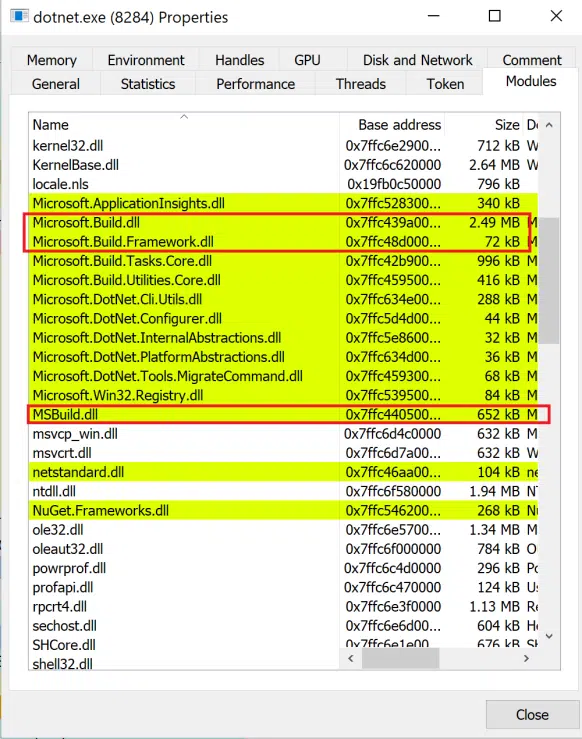 dotnet.exe (8284) Properties
Memory Environment Handles GPU Disk and Network Comment
General Statistics Performance Threads Token Modules
Name Base address Size
kernel32.dll 0x7ffc6e2900... 712 kB W
KernelBase.dll 0x7ffc6c620000 2.64 MB W
locale.nls 0x19fb0c50000 796 kB
Microsoft.ApplicationInsights.dll 0x7ffc528300... 340 kB
Microsoft.Build.dll 0x7ffc439a00... 2.49 MB M
Microsoft.Build.Framework.dll 0x7ffc48d000... 72 kB M
Microsoft.Build.Tasks.Core.dll 0x7ffc42b900... 996 kB M
Microsoft.Build.Utilities.Core.dll 0x7ffc459500... 416 kB M
Microsoft.DotNet.Cli.Utils.dll 0x7ffc634e00... 288 kB M
Microsoft.DotNet.Configurer.dll 0x7ffc5d4d00... 44 kB M
Microsoft.DotNet.InternalAbstractions.dll 0x7ffc5e8600... 32 kB M
Microsoft.DotNet.PlatformAbstractions.dll 0x7ffc634d00... 36 kB M
Microsoft.DotNet.Tools.MigrateCommand.dll 0x7ffc459300... 68 kB M
Microsoft.Win32.Registry.dll 0x7ffc539500... 84 kB M
MSBuild.dll 0x7ffc440500... 652 kB M
msvcp_win.dll 0x7ffc6d4c0000 632 kB M
msvcrt.dll 0x7ffc6d7a00... 632 kB W
netstandard.dll 0x7ffc46aa00... 104 kB ne
ntdll.dll 0x7ffc6f580000 1.94 MB NT
NuGet.Frameworks.dll 0x7ffc546200... 268 kB Nu
ole32.dll 0x7ffc6e5700... 1.34 MB M
oleaut32.dll 0x7ffc6f000000 784 kB
powrprof.dll 0x7ffc6c4d0000 296 kB Po
profapi.dll 0x7ffc6c470000 124 kB Us
rpcrt4.dll 0x7ffc6e3f0000 1.13 MB Re
sechost.dll 0x7ffc6e6d00... 604 kB Ho
SHCore.dll 0x7ffc6e1e00... 676 kB SH
shell32.dll
Close